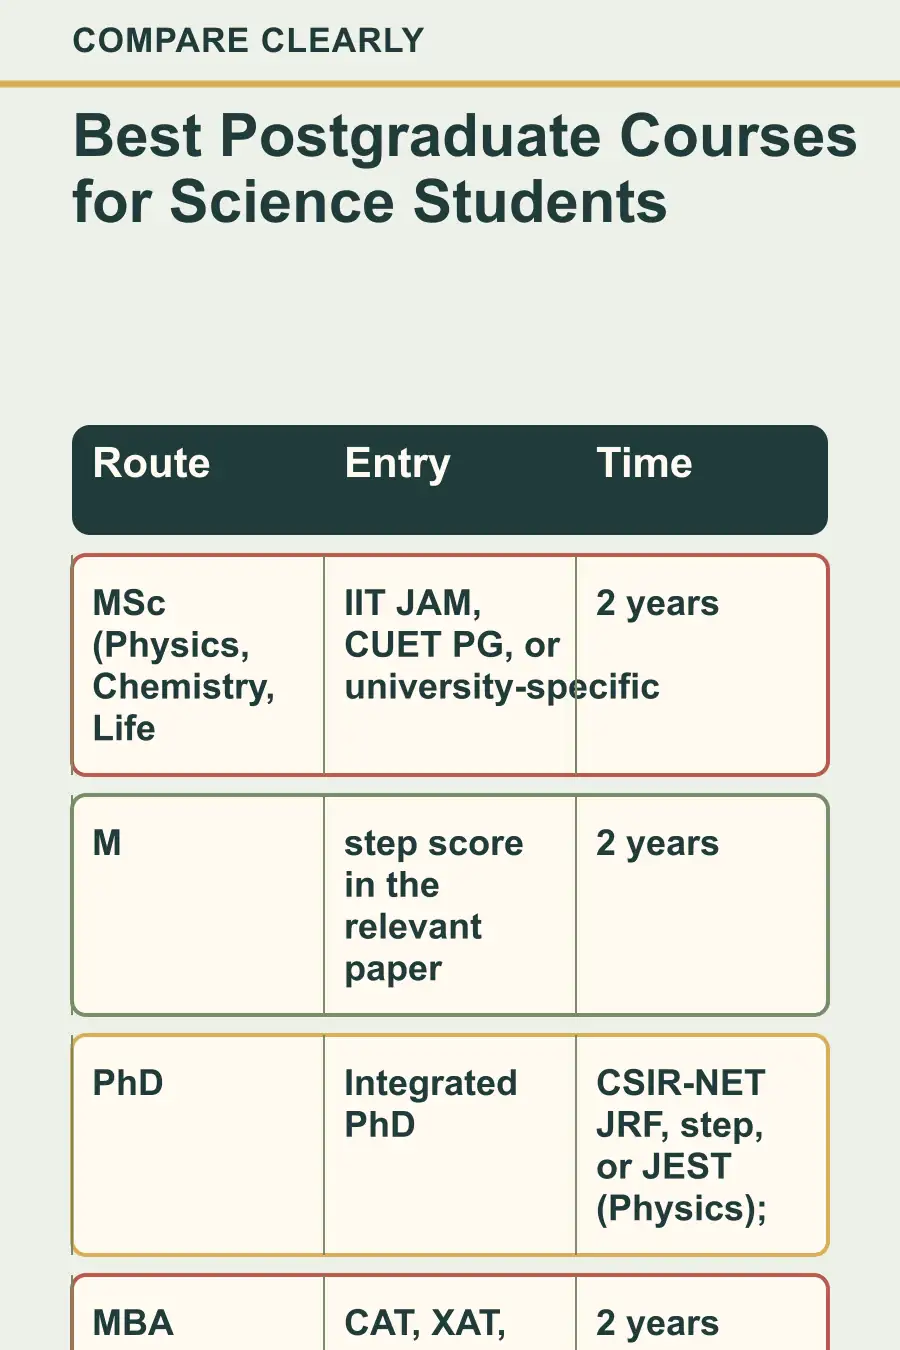 COMPARE CLEARLY
Best Postgraduate Courses
for Science Students
Route
Entry
Time
MSc
(Physics,
Chemistry,
Life
IIT JAM,
CUET PG, or
university-specific
2 years
M
step score
in the
relevant
paper
2 years
PhD
Integrated
PhD
CSIR-NET
JRF, step,
or JEST
(Physics);
MBA
CAT, XAT,
2 years